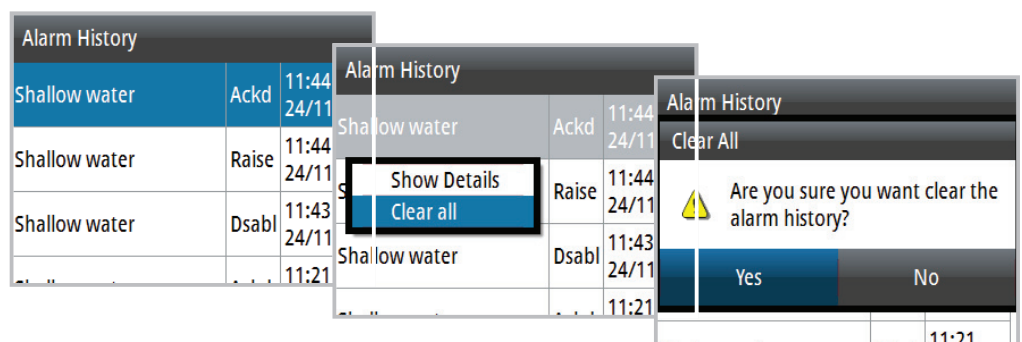 Alarm History
Shallow water Ackd 11:44
24/11
Shallow water Raise 11:44
24/11
Shallow water Dsabl 11:43
24/11
11:21
Alarm History
Shallow water Ackd 11:44
24/11
Show Details
Clear all
Raise 11:44
24/11
Shallow water Dsabl 11:43
24/11
11:21
Alarm History
Clear All
Are you sure you want clear the
alarm history?
Yes No
11:21